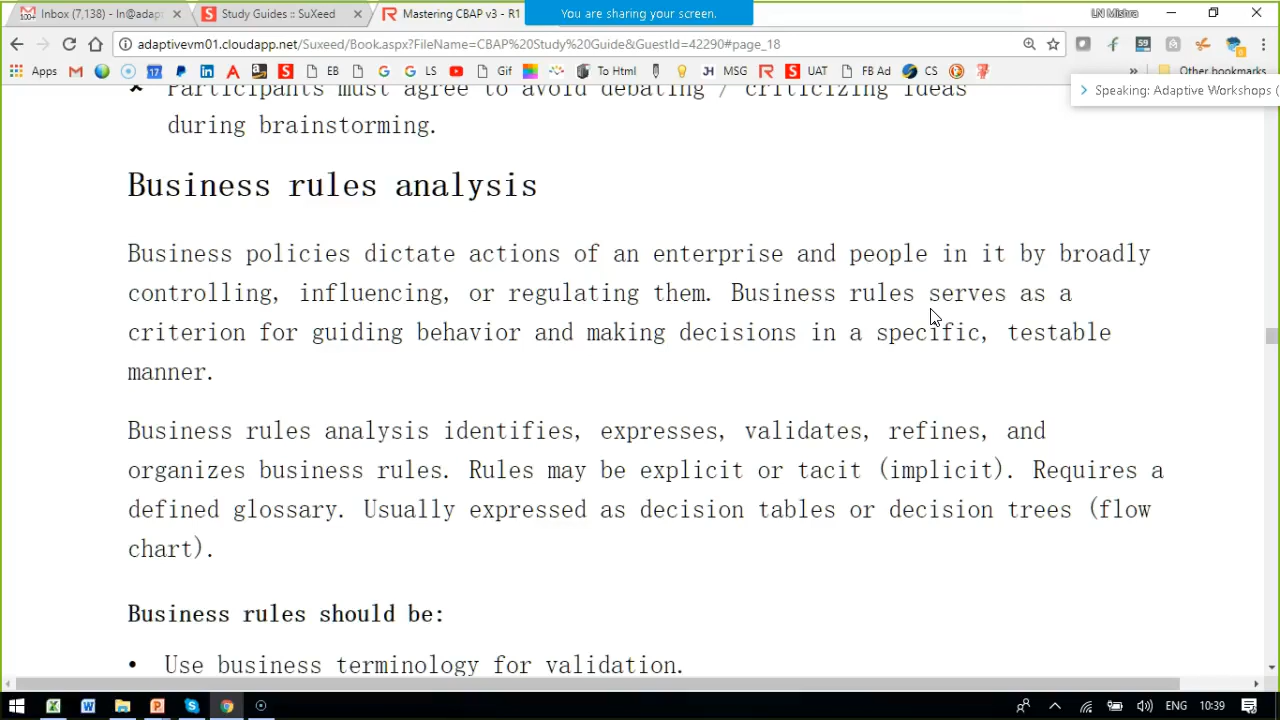 Inbox (7,138) - ln@adap
Study Guides :: SuXeed
Mastering CBAP v3 - R1
You are sharing your screen.
LN Mishra
adaptivevm01.cloudapp.net/Suxeed/Book.aspx?FileName=CBAP%20Study%20Guide&GuestId=42290#page_18
Apps
17
EB
LS
Gif
To Html
JH
MSG
UAT
FB Ad
CS
Other bookmarks
59
Speaking: Adaptive Workshops (
Participants must agree to avoid debating / criticizing ideas
during brainstorming.
Business rules analysis
Business policies dictate actions of an enterprise and people in it by broadly
controlling, influencing, or regulating them. Business rules serves as a
criterion for guiding behavior and making decisions in a specific, testable
manner.
Business rules analysis identifies, expresses, validates, refines, and
organizes business rules. Rules may be explicit or tacit (implicit). Requires a
defined glossary. Usually expressed as decision tables or decision trees (flow
chart).
Business rules should be:
• Use business terminology for validation.
ENG
10:39